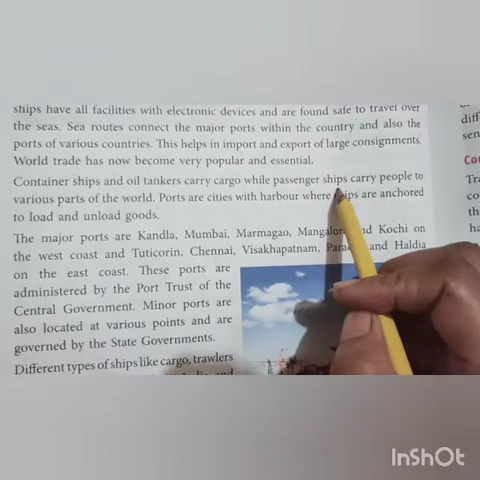 ships have all facilities with electronic devices and are found safe to travel over
the seas. Sea routes connect the major ports within the country and also the
ports of various countries. This helps in import and export of large consignments.
World trade has now become very popular and essential.
Container ships and oil tankers carry cargo while passenger ships carry people to
various parts of the world. Ports are cities with harbour where ships are anchored
to load and unload goods.
The major ports are Kandla, Mumbai, Marmagao, Mangalore and Kochi on
the west coast and Tuticorin, Chennai, Visakhapatnam, and Haldia
on the east coast. These ports are
administered by the Port Trust of the
Central Government. Minor ports are
also located at various points and are
governed by the State Governments.
Different types of ships like cargo, trawlers
and
diff
sen
Co
Tra
co
th
ha
InShOt